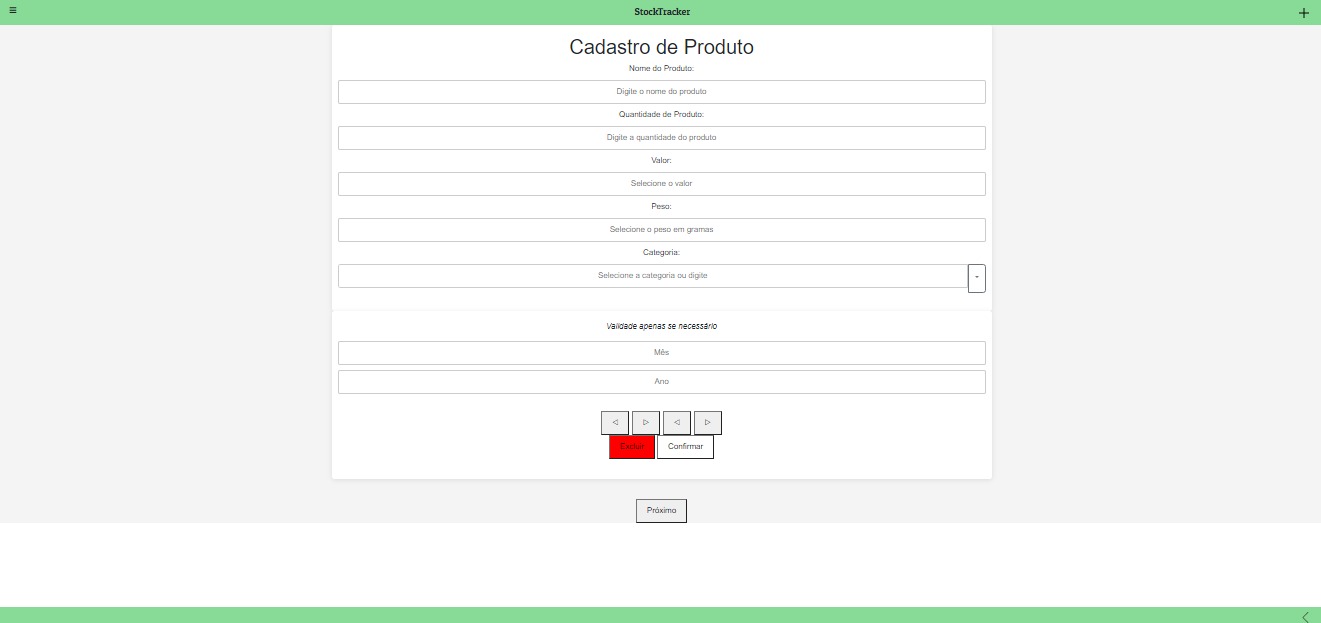 StockTracker
Cadastro de Produto
Nome do Produto:
Digite o nome do produto
Quantidade de Produto:
Digite a quantidade do produto
Valor:
Selecione o valor
Peso:
Selecione o peso em gramas
Categoria:
Selecione a categoria ou digite
Validade apenas se necessário
Mês
Ano
Excluir Confirmar
Próximo